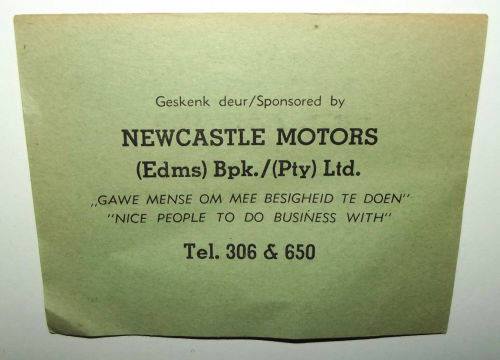 Geskenk deur/Sponsored by
NEWCASTLE MOTORS
(Edms) Bpk./(Pty) Ltd.
„GAWE MENSE OM MEE BESIGHEID TE DOEN"
"NICE PEOPLE TO DO BUSINESS WITH"
Tel. 306 & 650